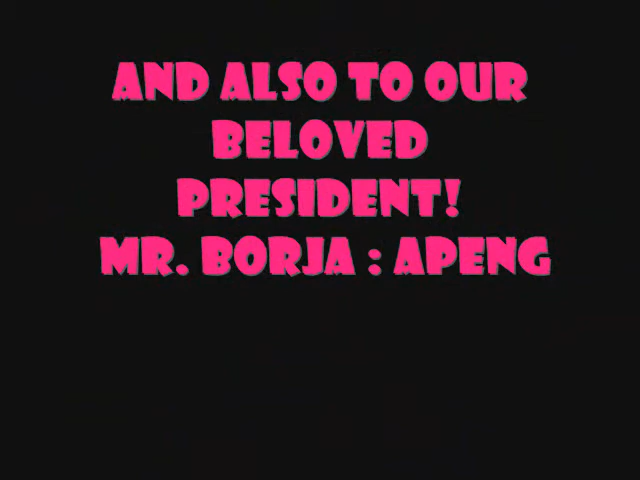 AND ALSO TO OUR
BELOVED
PRESIDENT!
MR. BORJA : APENG